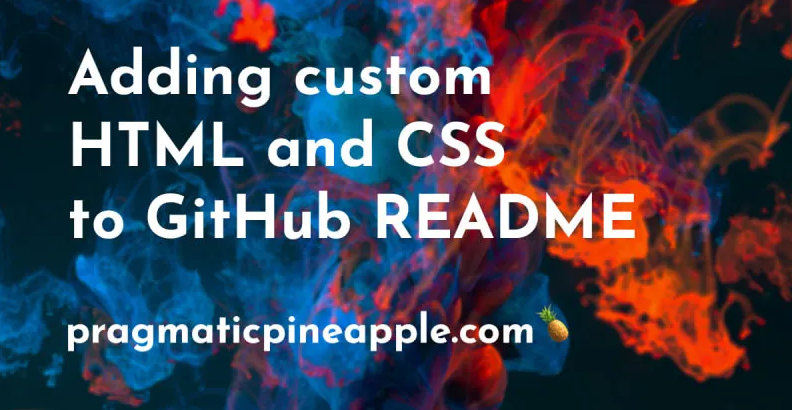 Adding custom
HTML and CSS
to GitHub README
pragmaticpineapple.com🍍